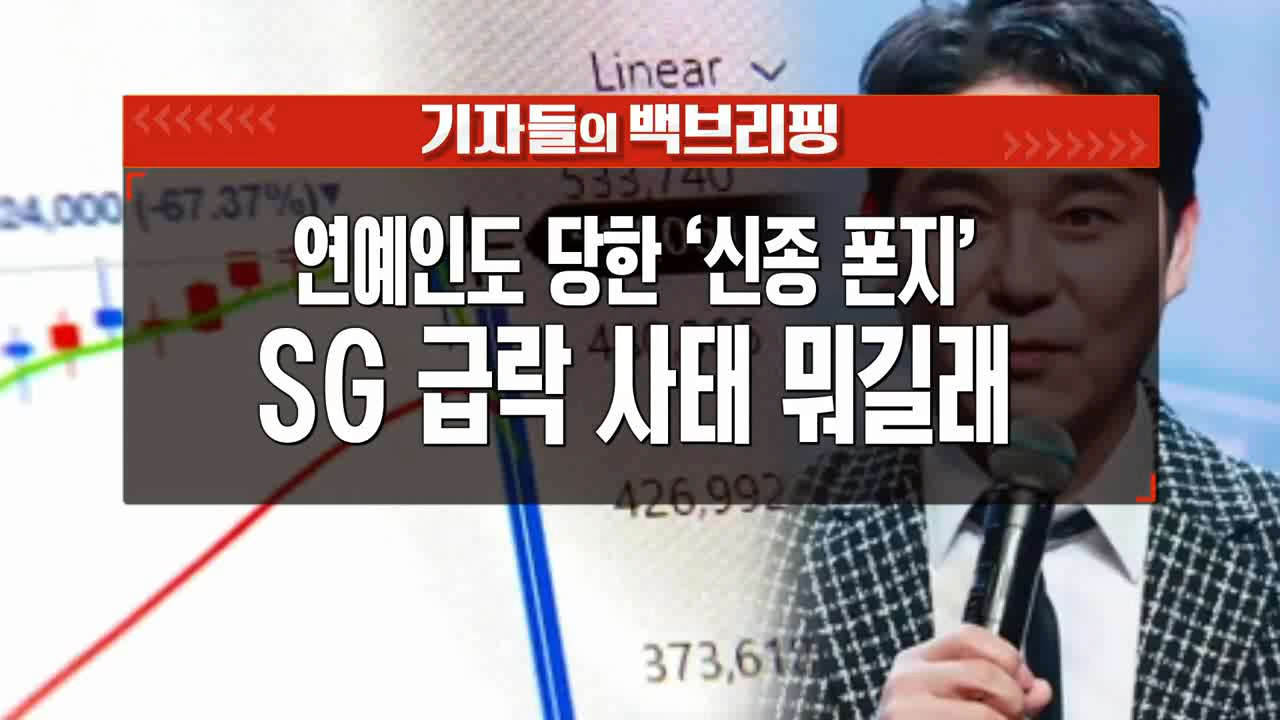 Linear
기자들의 백브리핑
533,740
24,000 (-67.37%)▼
연예인도 당한 ‘신종 폰지’
SG 급락 사태 뭐길래
426,992
373,61